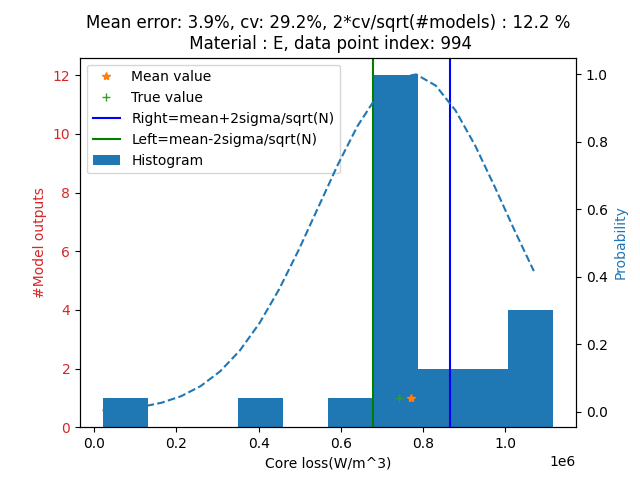 Mean error: 3.9%, cv: 29.2%, 2*cv/sqrt(#models) : 12.2 %
Material : E, data point index: 994
Mean value
True value
Right=mean+2sigma/sqrt(N)
Left=mean-2sigma/sqrt(N)
Histogram
#Model outputs
12
10
8
6
4
2
0
Probability
1.0
0.8
0.6
0.4
0.2
0.0
0.0 0.2 0.4 0.6 0.8 1.0
1e6
Core loss(W/m^3)